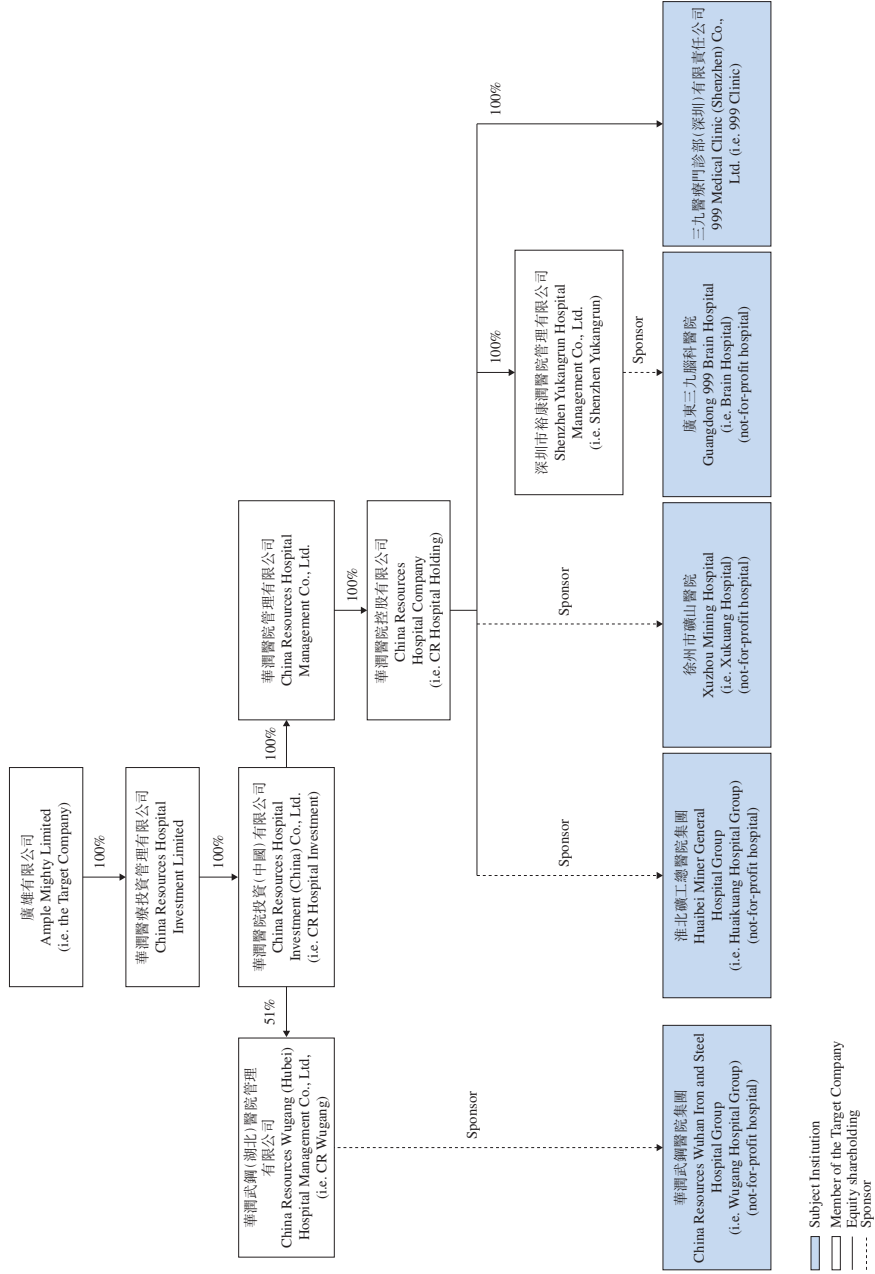 廣雄有限公司
Ample Mighty Limited
(i.e. the Target Company)
100%
華潤醫療投資管理有限公司
China Resources Hospital
Investment Limited
100%
華潤醫院投資(中國)有限公司
China Resources Hospital
Investment (China) Co., Ltd.
(i.e. CR Hospital Investment)
51%
100%
華潤武鋼(湖北)醫院管理
有限公司
China Resources Wugang (Hubei)
Hospital Management Co., Ltd,
(i.e. CR Wugang)
華潤醫院管理有限公司
China Resources Hospital
Management Co., Ltd.
100%
華潤醫院控股有限公司
China Resources
Hospital Company
(i.e. CR Hospital Holding)
100%
100%
深圳市裕康潤醫院管理有限公司
Shenzhen Yukangrun Hospital
Management Co., Ltd.
(i.e. Shenzhen Yukangrun)
Sponsor
Sponsor
Sponsor
Sponsor
華潤武鋼醫院集團
China Resources Wuhan Iron and Steel
Hospital Group
(i.e. Wugang Hospital Group)
(not-for-profit hospital)
淮北礦工總醫院集團
Huaibei Miner General
Hospital Group
(i.e. Huaikuang Hospital Group)
(not-for-profit hospital)
徐州市礦山醫院
Xuzhou Mining Hospital
(i.e. Xukuang Hospital)
(not-for-profit hospital)
廣東三九腦科醫院
Guangdong 999 Brain Hospital
(i.e. Brain Hospital)
(not-for-profit hospital)
三九醫療門診部(深圳)有限責任公司
999 Medical Clinic (Shenzhen) Co.,
Ltd. (i.e. 999 Clinic)
Subject Institution
Member of the Target Company
Equity shareholding
Sponsor